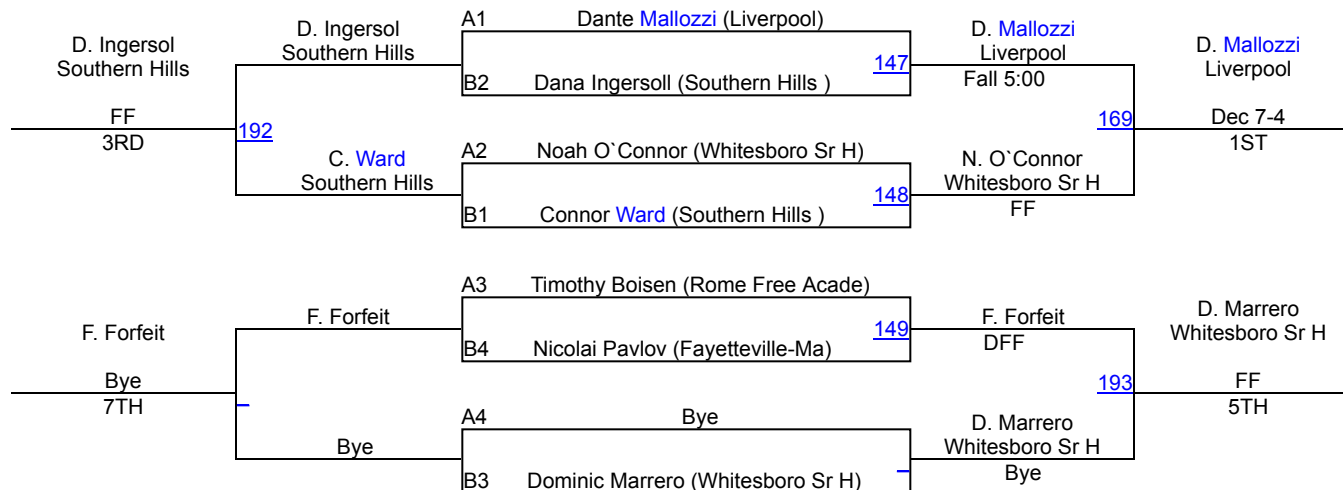 A1 Dante Mallozzi (Liverpool)
D. Ingersol
Southern Hills
D. Ingersol
Southern Hills
D. Mallozzi
Liverpool
D. Mallozzi
Liverpool
147
B2 Dana Ingersoll (Southern Hills )
Fall 5:00
FF
3RD
192
169
Dec 7-4
1ST
A2 Noah O`Connor (Whitesboro Sr H)
C. Ward
Southern Hills
N. O`Connor
Whitesboro Sr H
148
FF
B1 Connor Ward (Southern Hills )
A3 Timothy Boisen (Rome Free Acade)
F. Forfeit
F. Forfeit
149
F. Forfeit
DFF
D. Marrero
Whitesboro Sr H
B4 Nicolai Pavlov (Fayetteville-Ma)
Bye
7TH
193
FF
5TH
A4 Bye
Bye
D. Marrero
Whitesboro Sr H
Bye
B3 Dominic Marrero (Whitesboro Sr H)